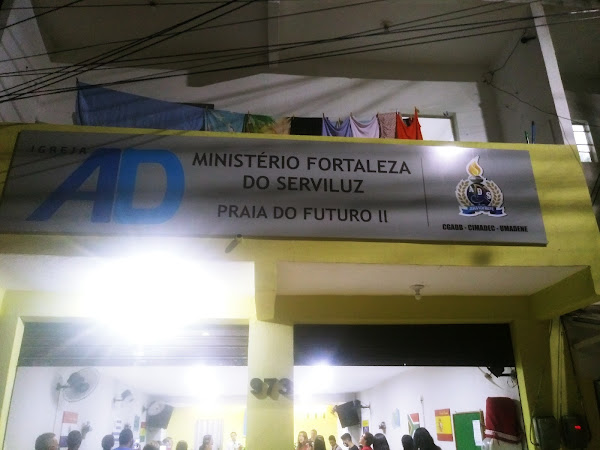 IGREJA
AD
MINISTÉRIO FORTALEZA
DO SERVILUZ
PRAIA DO FUTURO II
CGADB - CIMADEC - UMADENE
973